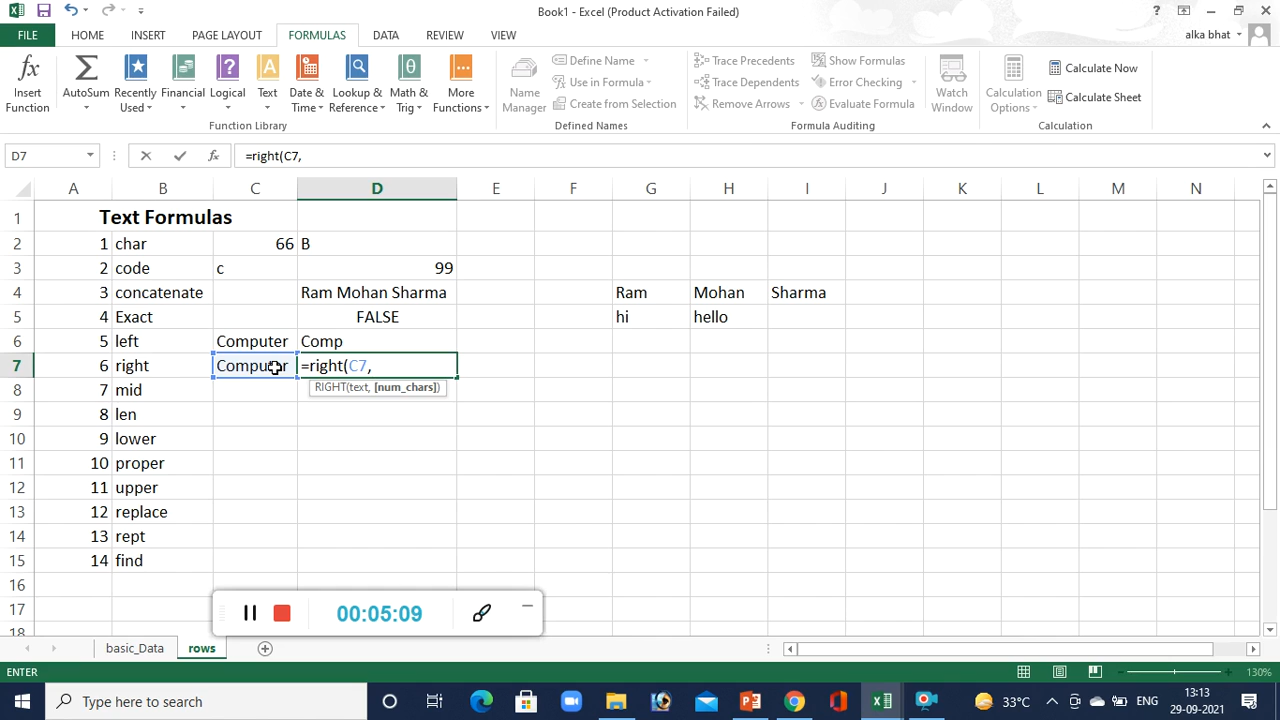 Book1 - Excel (Product Activation Failed)
FILE HOME INSERT PAGE LAYOUT FORMULAS DATA REVIEW VIEW alka bhat
Insert Function
AutoSum
Recently Used
Financial
Logical
Text
Date & Time
Lookup & Reference
Math & Trig
More Functions
Function Library
Name Manager
Define Name
Use in Formula
Create from Selection
Defined Names
Trace Precedents
Trace Dependents
Remove Arrows
Show Formulas
Error Checking
Evaluate Formula
Formula Auditing
Watch Window
Calculation Options
Calculate Now
Calculate Sheet
Calculation
D7 fx =right(C7,
A B C D E F G H I J K L M N
1 Text Formulas
2 1 char 66 B
3 2 code c 99
4 3 concatenate Ram Mohan Sharma Ram Mohan Sharma
5 4 Exact FALSE hi hello
6 5 left Computer Comp
7 6 right Computer =right(C7,
8 7 mid RIGHT(text, [num_chars])
9 8 len
10 9 lower
11 10 proper
12 11 upper
13 12 replace
14 13 rept
15 14 find
16
17
18
00:05:09
basic_Data rows
ENTER 130%
Type here to search 33°C ENG 13:13
29-09-2021